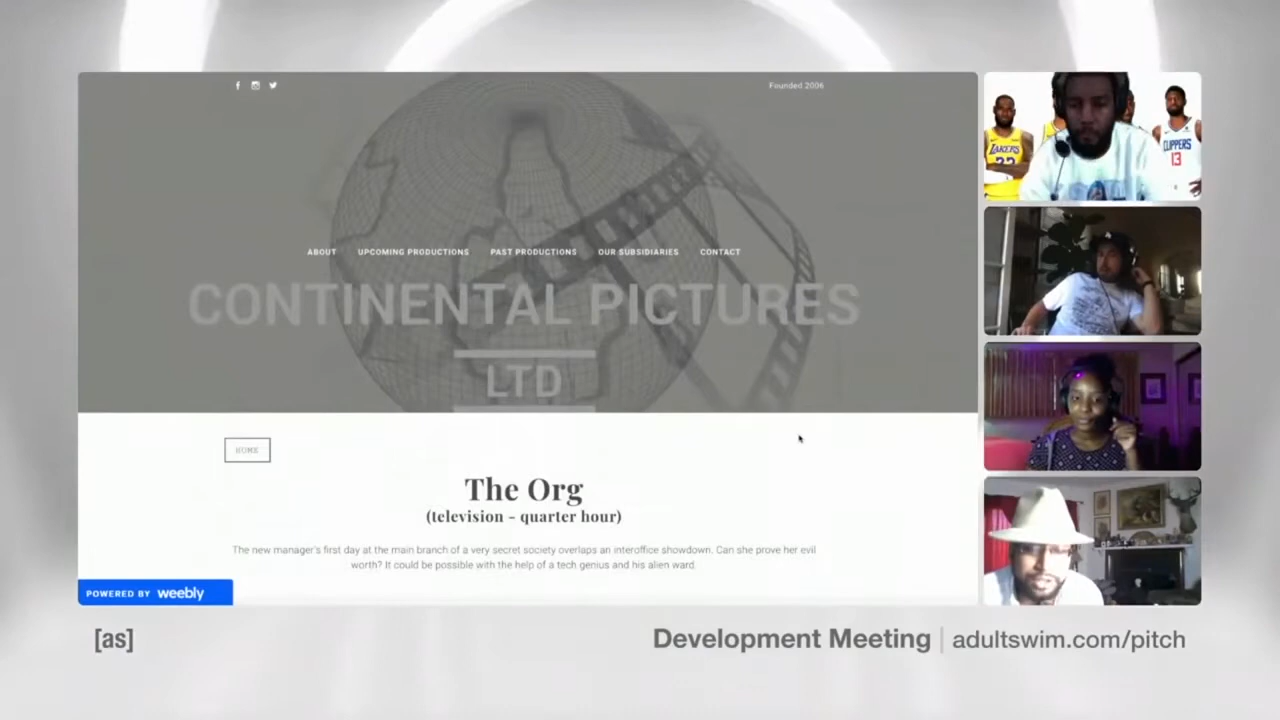 Founded 2006
ABOUT UPCOMING PRODUCTIONS PAST PRODUCTIONS OUR SUBSIDIARIES CONTACT
CONTINENTAL PICTURES
LTD
HOME
The Org
(television - quarter hour)
The new manager's first day at the main branch of a very secret society overlaps an interoffice showdown. Can she prove her evil
worth? It could be possible with the help of a tech genius and his alien ward.
POWERED BY weebly
LAKERS
CLIPPERS
13
[as]
Development Meeting | adultswim.com/pitch